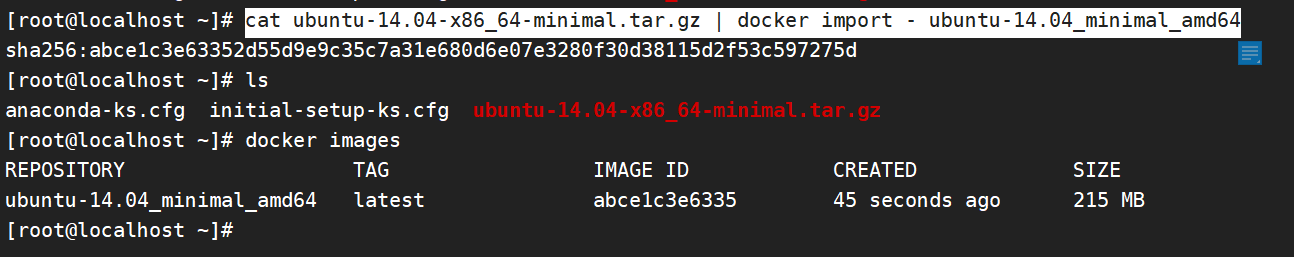 [root@localhost ~]# cat ubuntu-14.04-x86_64-minimal.tar.gz | docker import - ubuntu-14.04_minimal_amd64
sha256:abce1c3e63352d55d9e9c35c7a31e680d6e07e3280f30d38115d2f53c597275d
[root@localhost ~]# ls
anaconda-ks.cfg  initial-setup-ks.cfg  ubuntu-14.04-x86_64-minimal.tar.gz
[root@localhost ~]# docker images
REPOSITORY                   TAG                 IMAGE ID            CREATED             SIZE
ubuntu-14.04_minimal_amd64   latest              abce1c3e6335        45 seconds ago      215 MB
[root@localhost ~]#